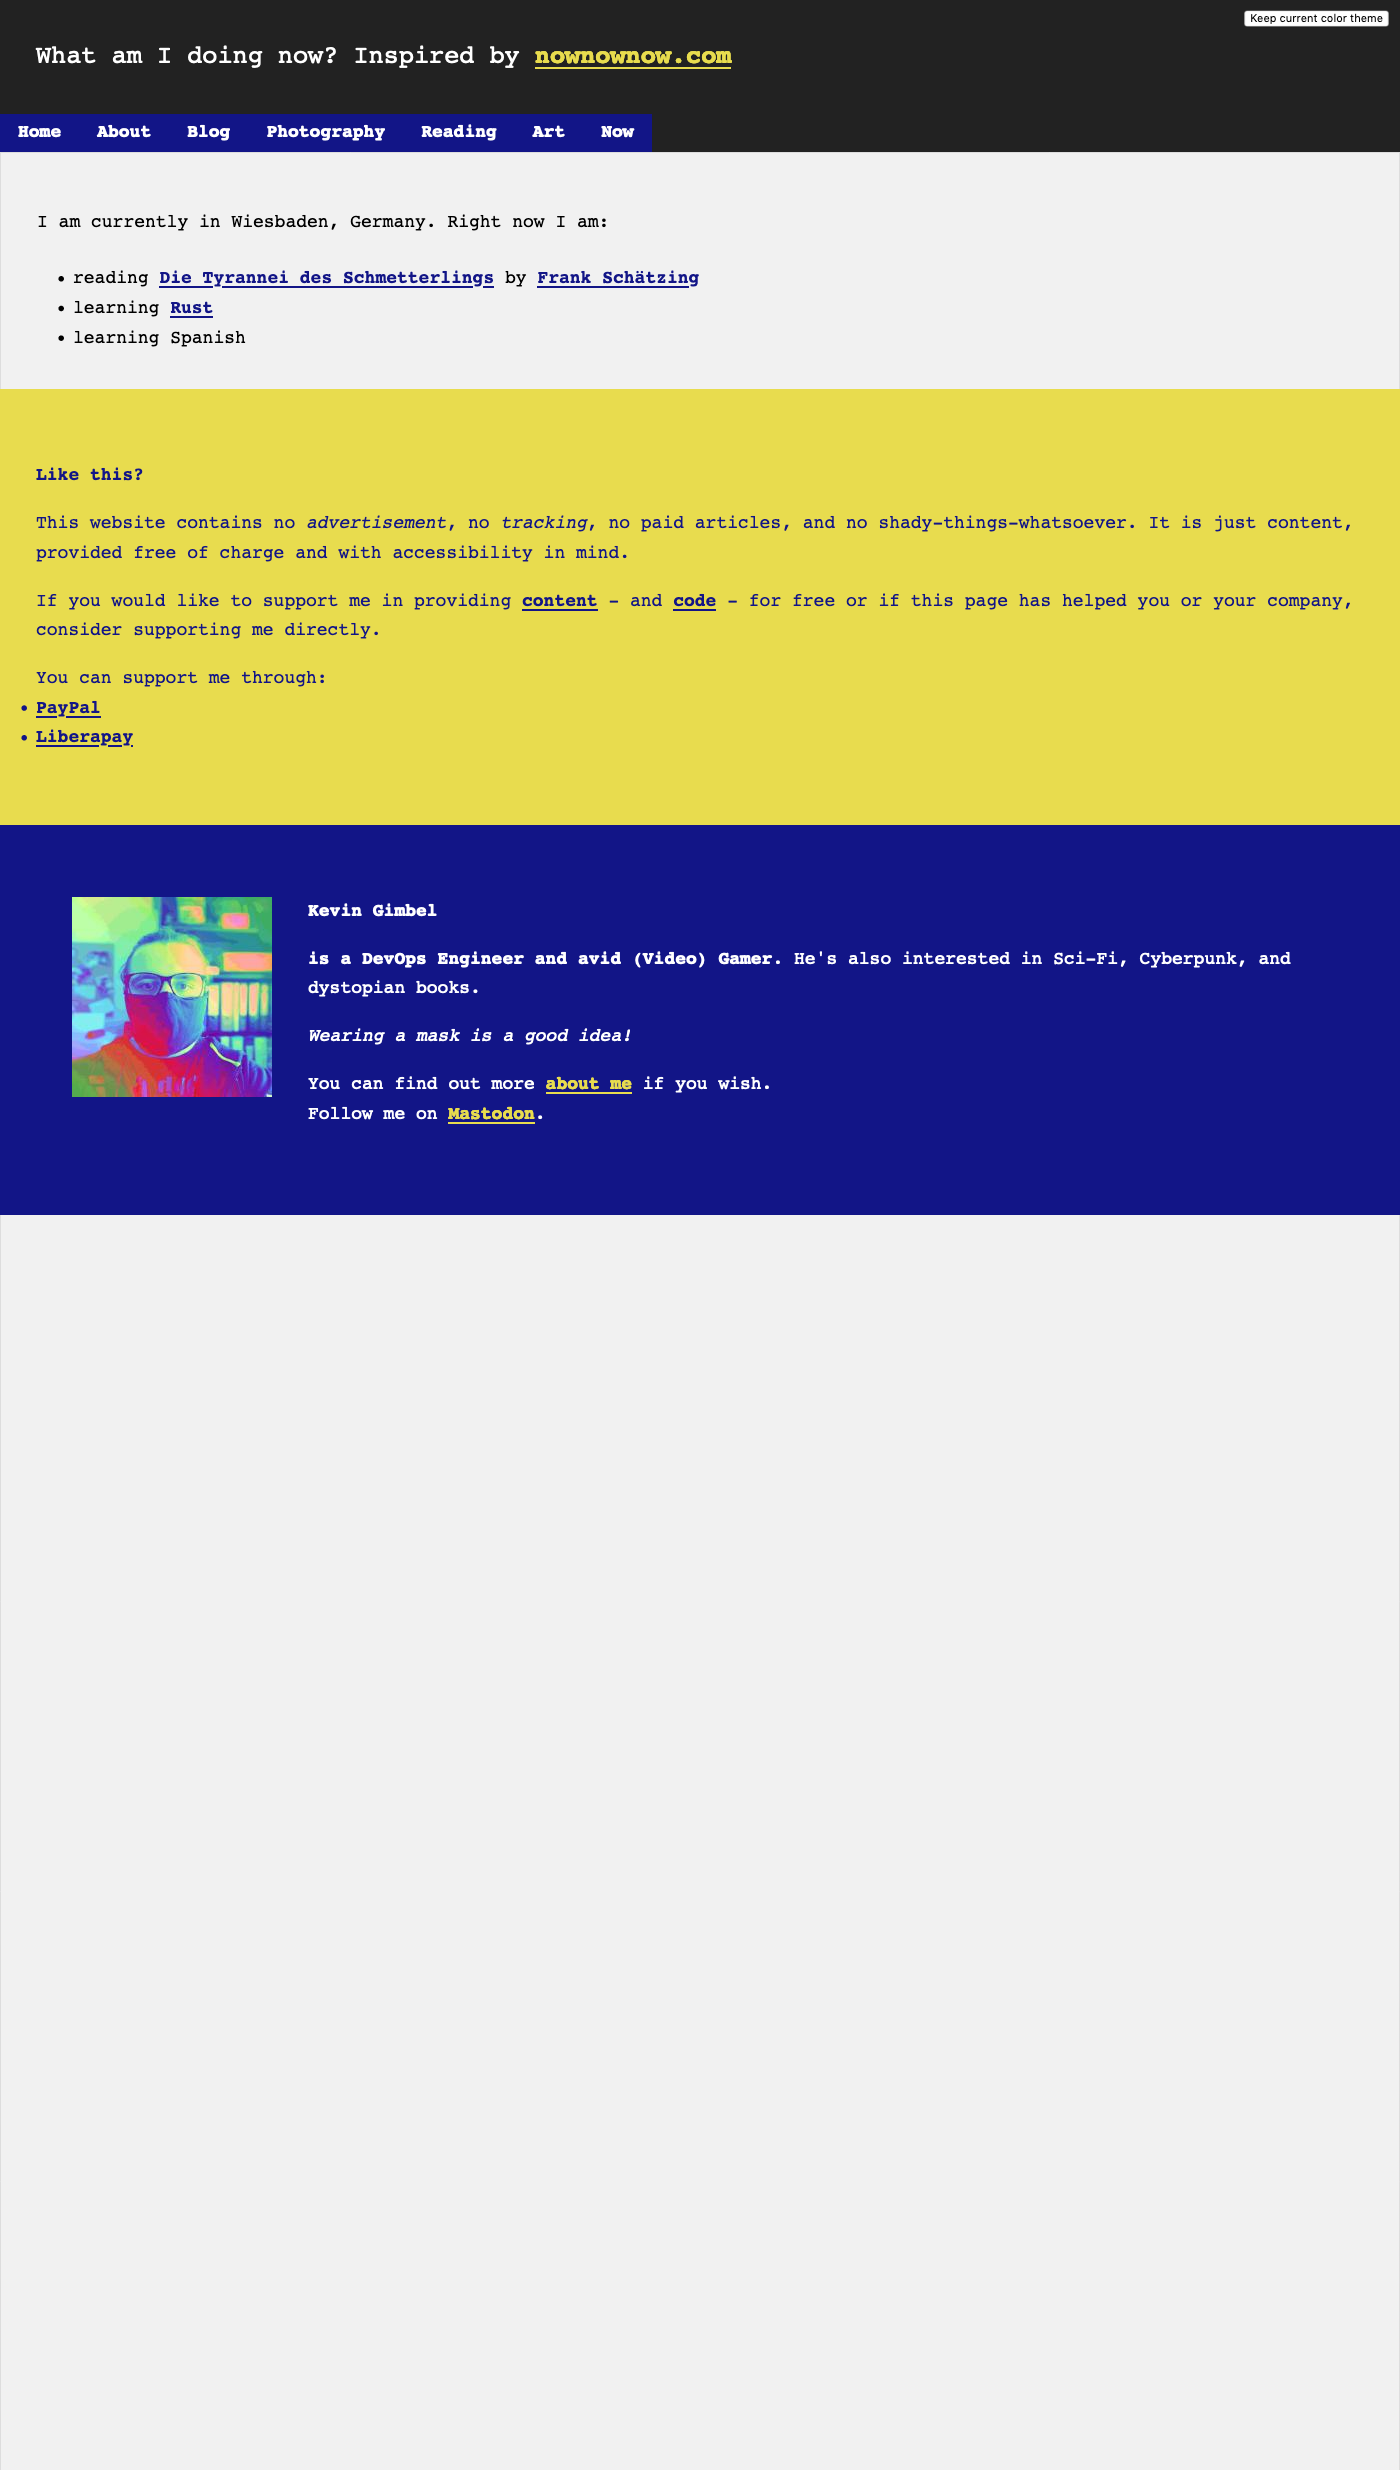 Keep current color theme
What am I doing now? Inspired by nownownow.com
Home About Blog Photography Reading Art Now
I am currently in Wiesbaden, Germany. Right now I am:
• reading Die Tyrannei des Schmetterlings by Frank Schätzing
• learning Rust
• learning Spanish
Like this?
This website contains no advertisement, no tracking, no paid articles, and no shady-things-whatsoever. It is just content,
provided free of charge and with accessibility in mind.
If you would like to support me in providing content - and code - for free or if this page has helped you or your company,
consider supporting me directly.
You can support me through:
• PayPal
• Liberapay
Kevin Gimbel
is a DevOps Engineer and avid (Video) Gamer. He's also interested in Sci-Fi, Cyberpunk, and
dystopian books.
Wearing a mask is a good idea!
You can find out more about me if you wish.
Follow me on Mastodon.